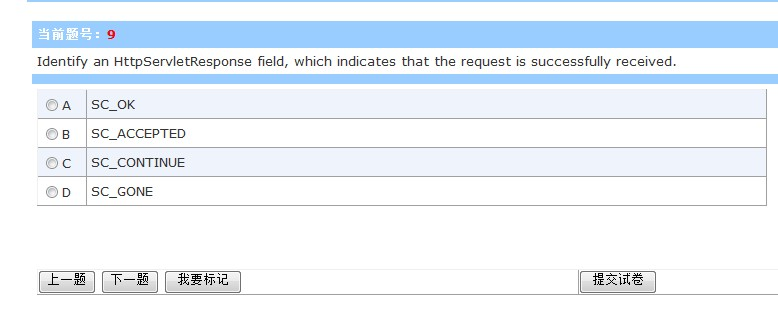 当前题号：9
Identify an HttpServletResponse field, which indicates that the request is successfully received.
A SC_OK
B SC_ACCEPTED
C SC_CONTINUE
D SC_GONE
上一题 下一题 我要标记 提交试卷